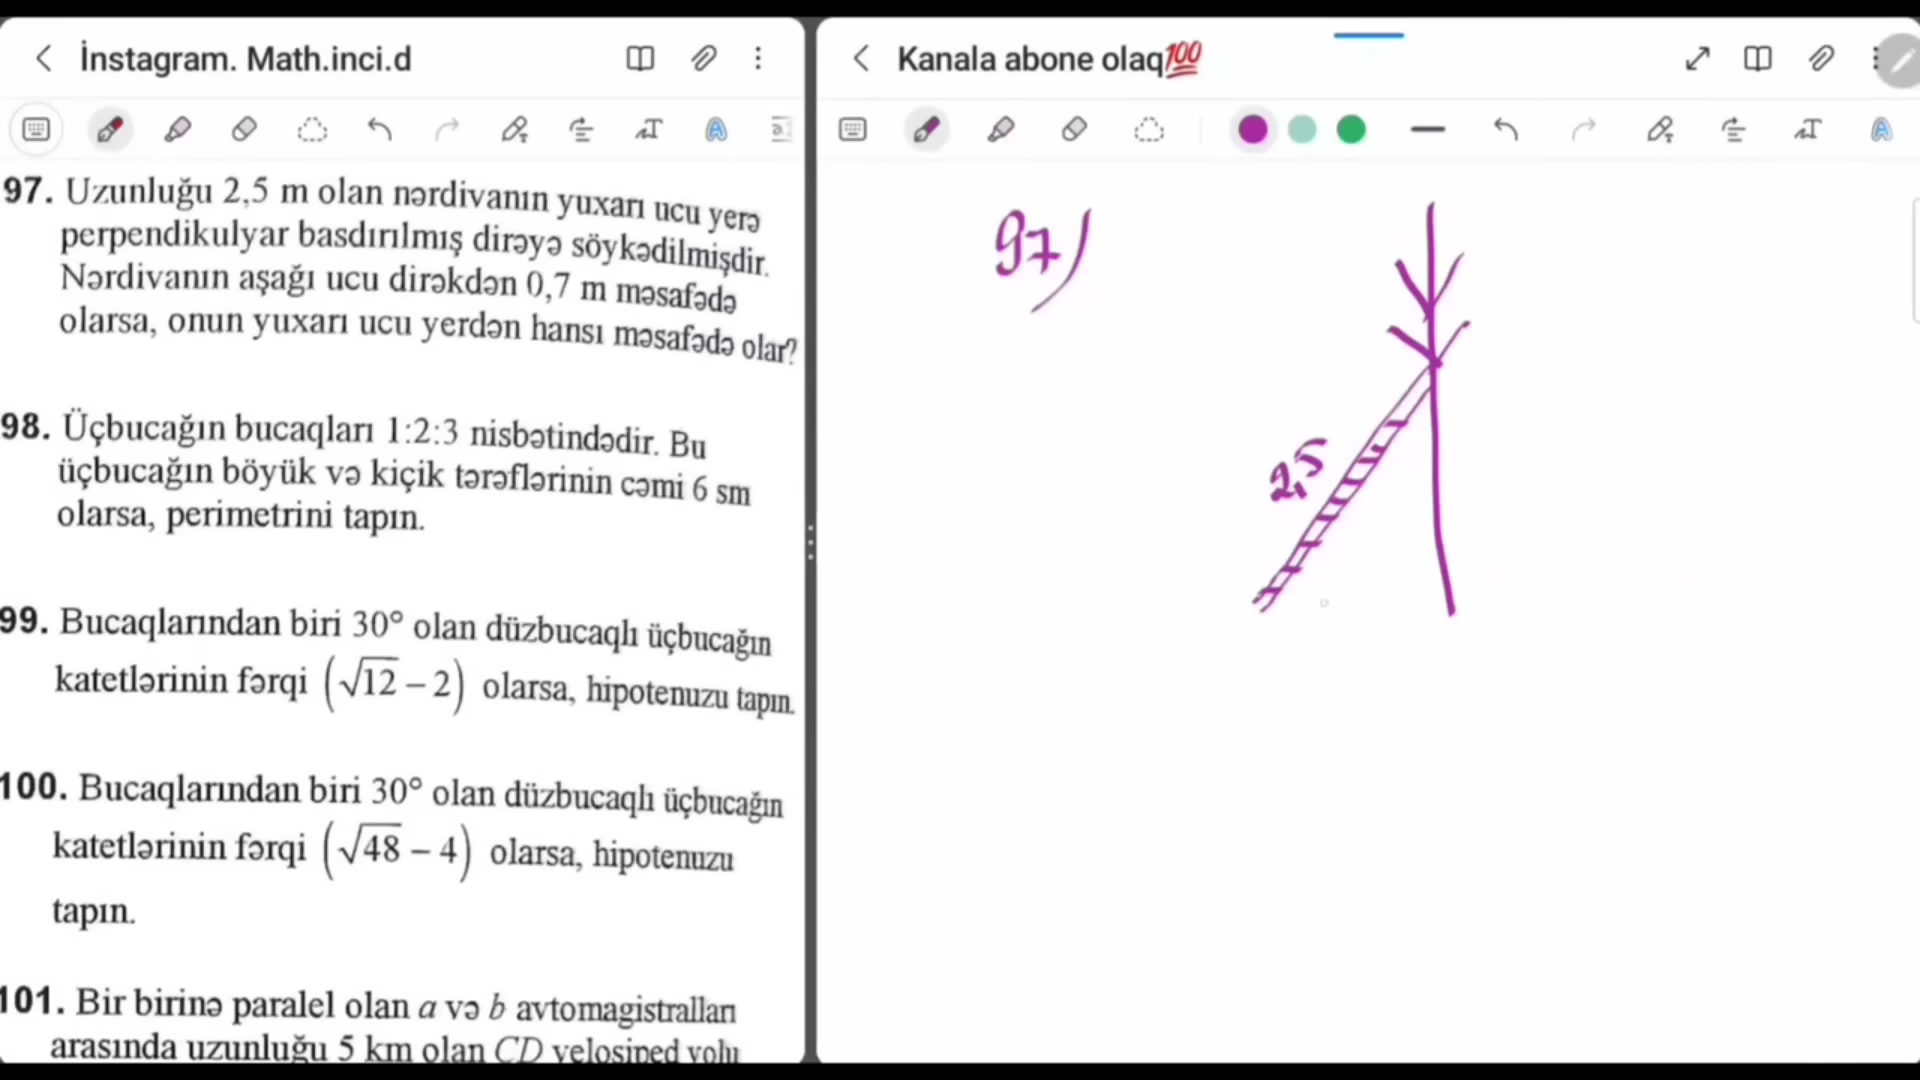 İnstagram. Math.inci.d
97. Uzunluğu 2,5 m olan nərdivanın yuxarı ucu yerə
perpendikulyar basdırılmış dirəyə söykədilmişdir.
Nərdivanın aşağı ucu dirəkdən 0,7 m məsafədə
olarsa, onun yuxarı ucu yerdən hansı məsafədə olar?
98. Üçbucağın bucaqları 1:2:3 nisbətindədir. Bu
üçbucağın böyük və kiçik tərəflərinin cəmi 6 sm
olarsa, perimetrini tapın.
99. Bucaqlarından biri 30° olan düzbucaqlı üçbucağın
katetlərinin fərqi (√12 – 2) olarsa, hipotenuzu tapın.
100. Bucaqlarından biri 30° olan düzbucaqlı üçbucağın
katetlərinin fərqi (√48 – 4) olarsa, hipotenuzu
tapın.
101. Bir birinə paralel olan a və b avtomagistralları
arasında uzunluğu 5 km olan CD velosiped yolu
Kanala abone olaq💯
97)
2,5